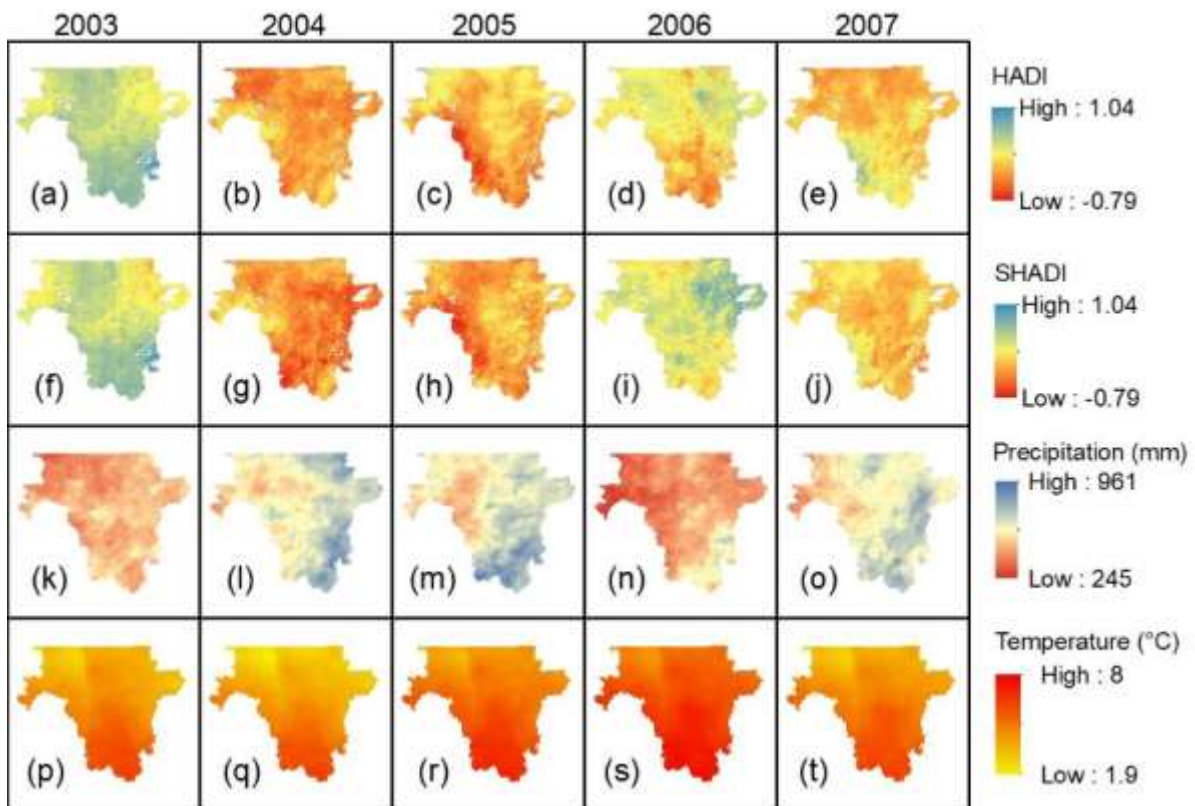 2003 2004 2005 2006 2007
(a) (b) (c) (d) (e)
HADI
High : 1.04
Low : -0.79
(f) (g) (h) (i) (j)
SHADI
High : 1.04
Low : -0.79
(k) (l) (m) (n) (o)
Precipitation (mm)
High : 961
Low : 245
(p) (q) (r) (s) (t)
Temperature (°C)
High : 8
Low : 1.9